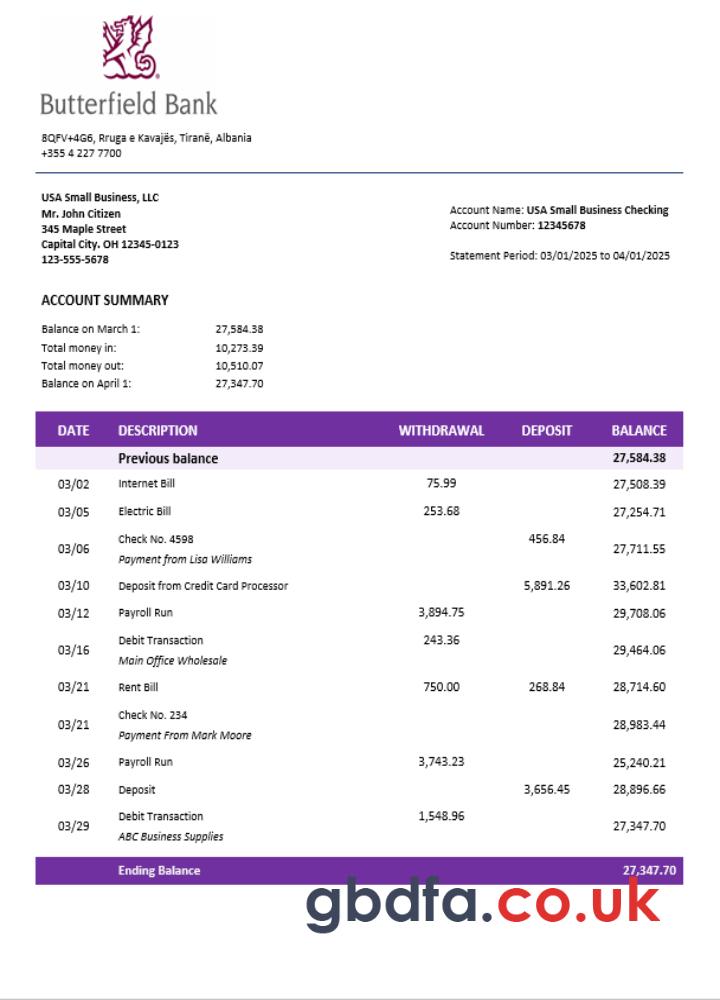 Butterfield Bank
8QFV+4G6, Rruga e Kavajës, Tiranë, Albania
+355 4 227 7700
USA Small Business, LLC
Mr. John Citizen
345 Maple Street
Capital City. OH 12345-0123
123-555-5678
Account Name: USA Small Business Checking
Account Number: 12345678
Statement Period: 03/01/2025 to 04/01/2025
ACCOUNT SUMMARY
Balance on March 1: 27,584.38
Total money in: 10,273.39
Total money out: 10,510.07
Balance on April 1: 27,347.70
DATE DESCRIPTION WITHDRAWAL DEPOSIT BALANCE
Previous balance 27,584.38
03/02 Internet Bill 75.99 27,508.39
03/05 Electric Bill 253.68 27,254.71
03/06 Check No. 4598 456.84 27,711.55
Payment from Lisa Williams
03/10 Deposit from Credit Card Processor 5,891.26 33,602.81
03/12 Payroll Run 3,894.75 29,708.06
03/16 Debit Transaction 243.36 29,464.06
Main Office Wholesale
03/21 Rent Bill 750.00 268.84 28,714.60
03/21 Check No. 234 28,983.44
Payment From Mark Moore
03/26 Payroll Run 3,743.23 25,240.21
03/28 Deposit 3,656.45 28,896.66
03/29 Debit Transaction 1,548.96 27,347.70
ABC Business Supplies
Ending Balance 27,347.70
gbdfa.co.uk